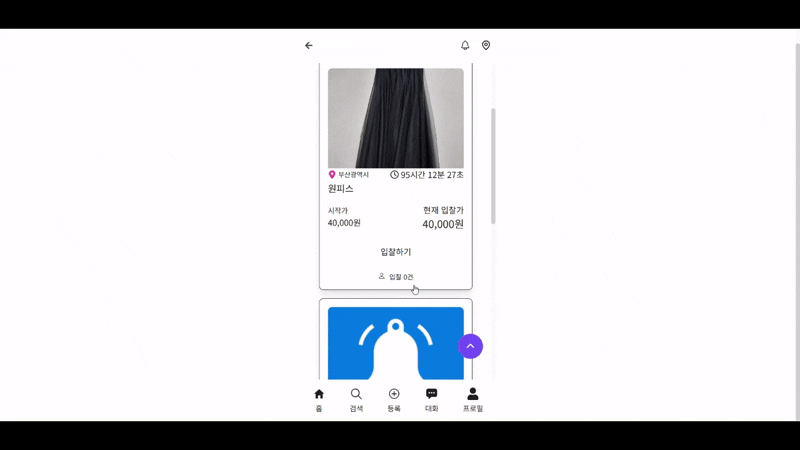 부산광역시
95시간 12분 27초
원피스
시작가
현재 입찰가
40,000원
40,000원
입찰하기
입찰 0건
홈
검색
등록
대화
프로필